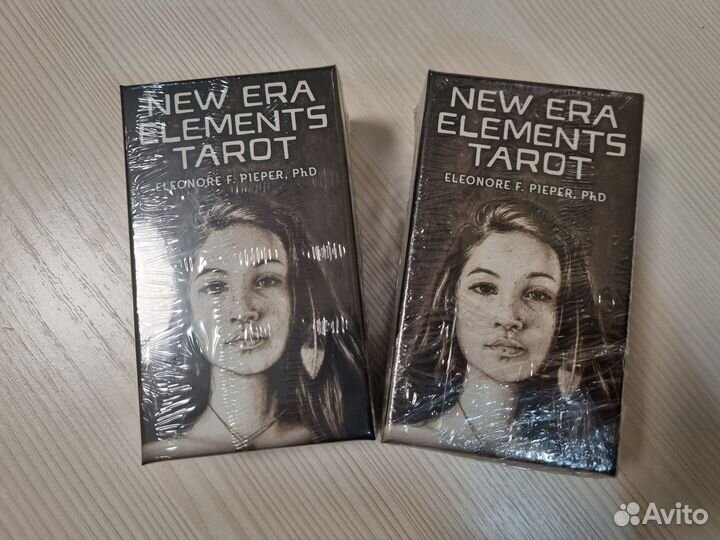 NEW ERA
ELEMENTS
TAROT
ELEONORE F. PIEPER, PhD
NEW ERA
ELEMENTS
TAROT
ELEONORE F. PIEPER, PhD
Avito